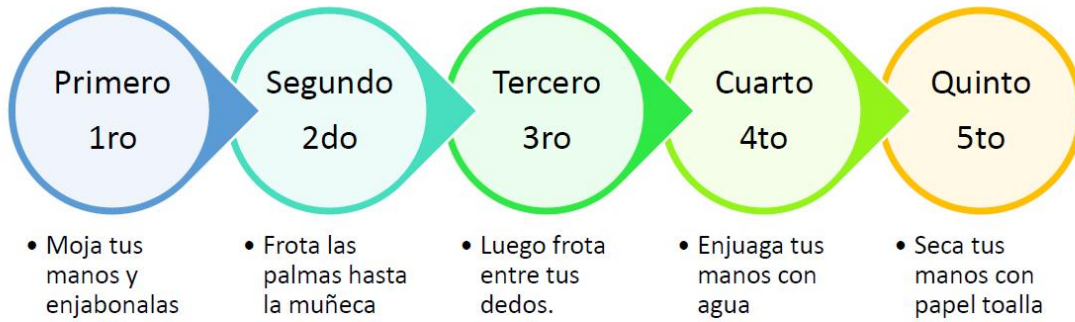 Primero
1ro
• Moja tus
manos y
enjabonalas
Segundo
2do
• Frota las
palmas hasta
la muñeca
Tercero
3ro
• Luego frota
entre tus
dedos.
Cuarto
4to
• Enjuaga tus
manos con
agua
Quinto
5to
• Seca tus
manos con
papel toalla